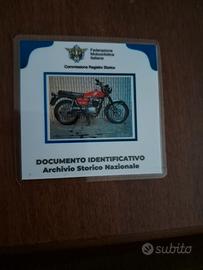 Federazione
Motociclistica
Italiana
Commissione Registro Storico
DOCUMENTO IDENTIFICATIVO
Archivio Storico Nazionale
subito